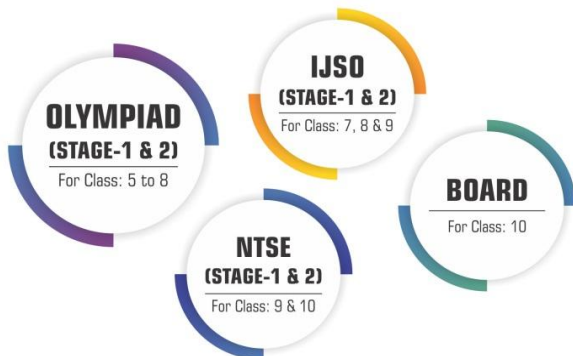 OLYMPIAD
(STAGE-1 & 2)
For Class: 5 to 8
IJSO
(STAGE-1 & 2)
For Class: 7, 8 & 9
NTSE
(STAGE-1 & 2)
For Class: 9 & 10
BOARD
For Class: 10